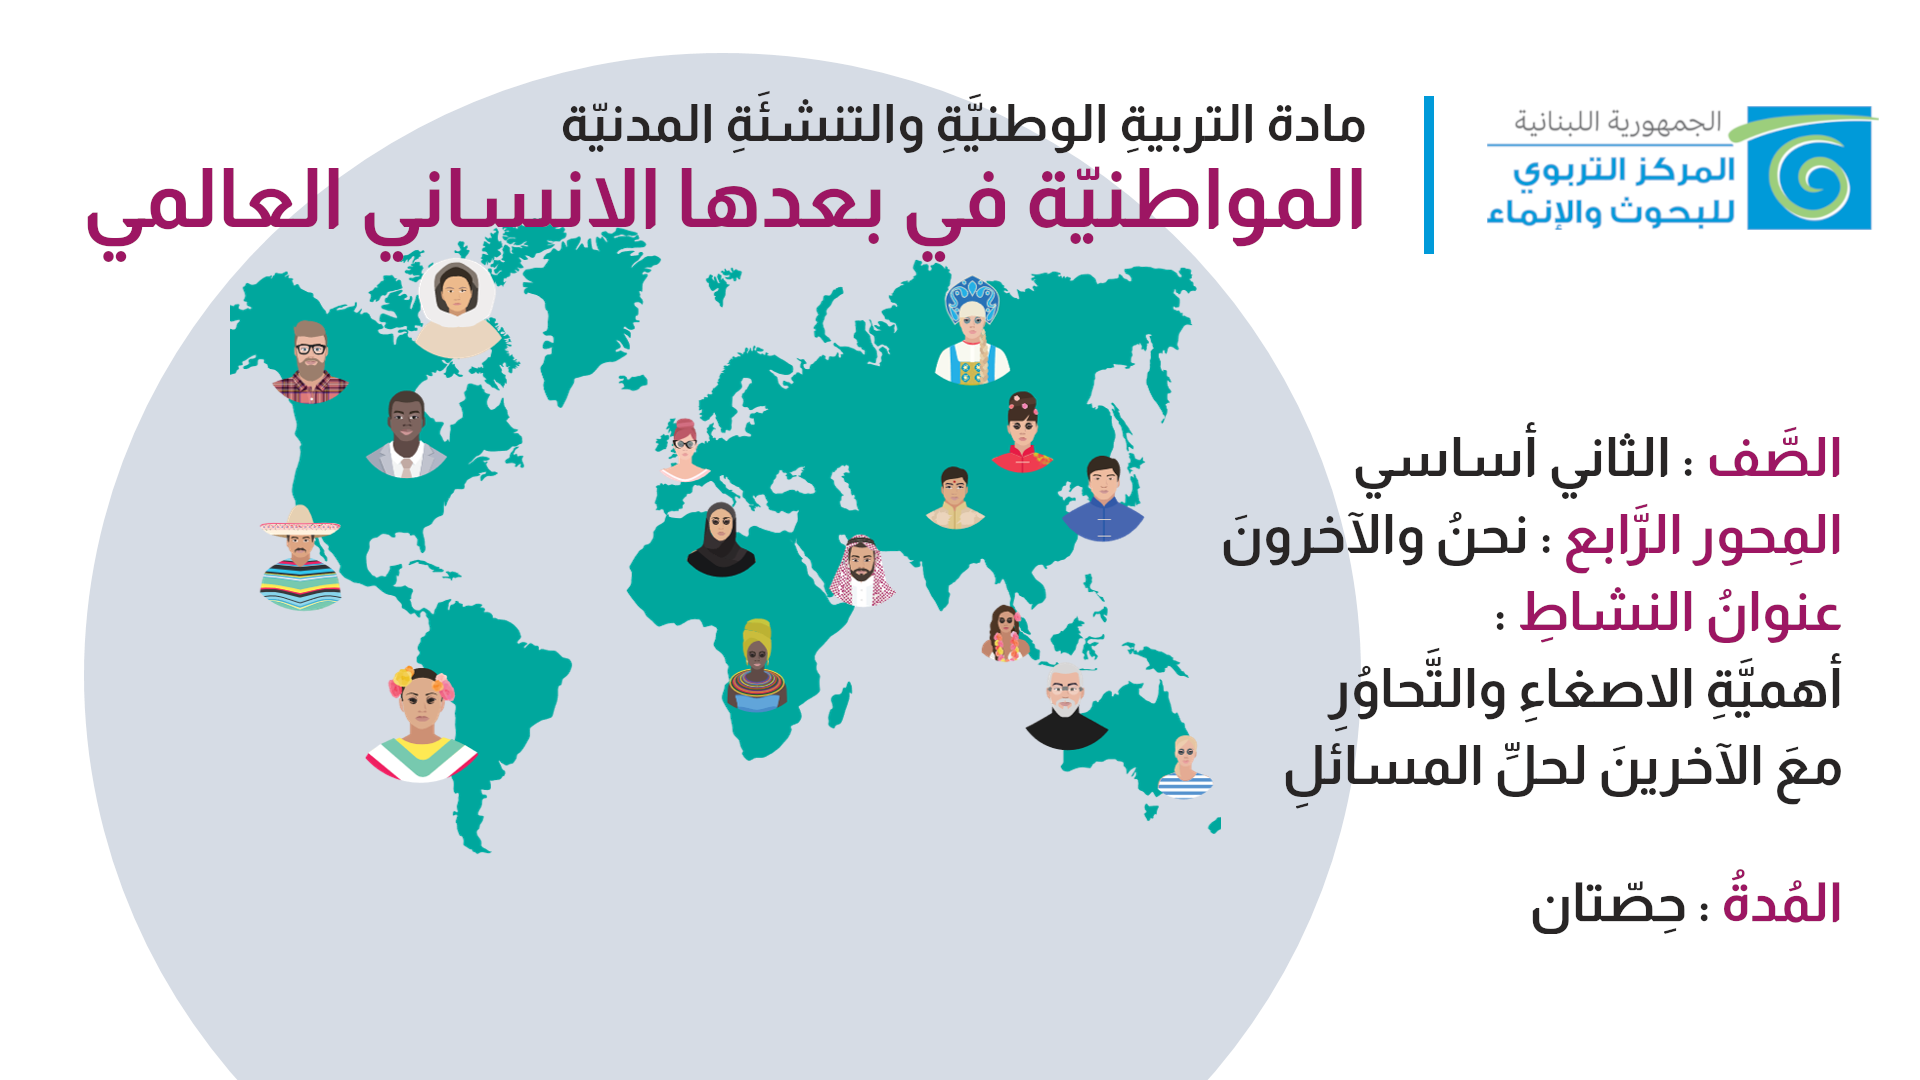 الجمهورية اللبنانية
المركز التربوي
للبحوث والإنماء
مادة التربيةِ الوطنيَّةِ والتنشئَةِ المدنيّة
المواطنيّة في بعدها الانساني العالمي
الصَّف : الثاني أساسي
المِحور الرَّابع : نحنُ والآخرونَ
عنوانُ النشاطِ :
أهميَّةِ الاصغاءِ والتَّحاوُرِ
معَ الآخرينَ لحلِّ المسائلِ
المُدةُ : حِصّتان